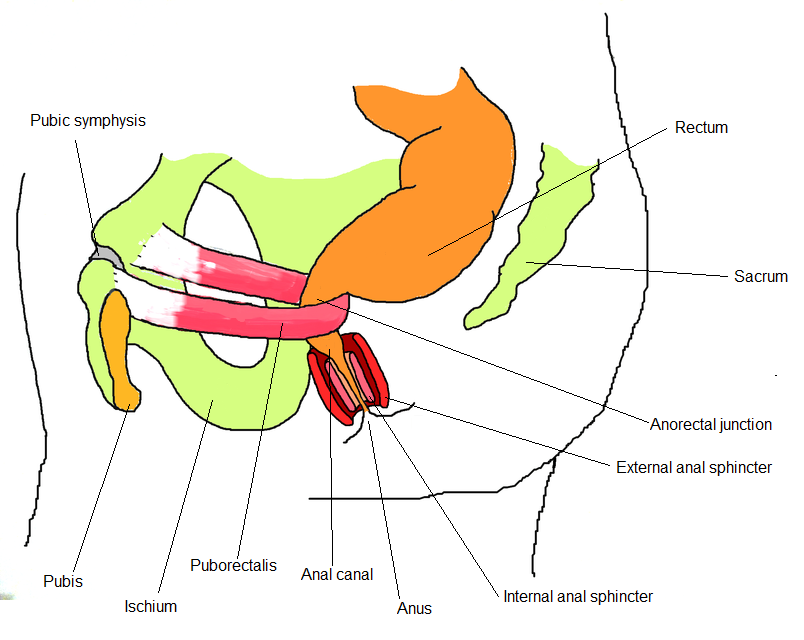 Pubic symphysis
Rectum
Sacrum
Anorectal junction
External anal sphincter
Puborectalis
Anal canal
Pubis
Internal anal sphincter
Ischium
Anus